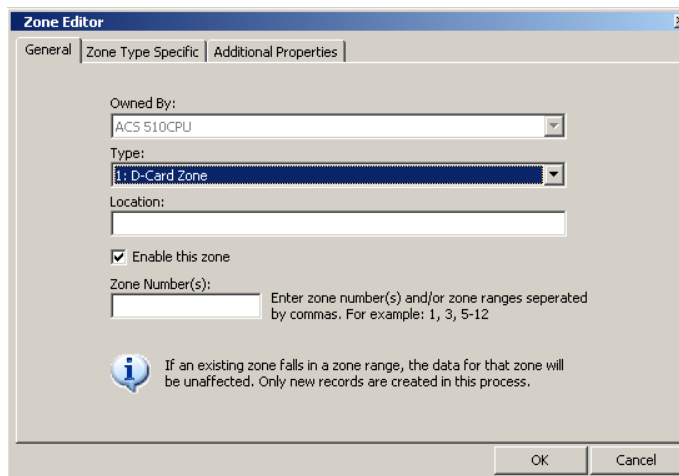 Zone Editor
General Zone Type Specific Additional Properties
Owned By:
ACS 510CPU
Type:
1: D-Card Zone
Location:
Enable this zone
Zone Number(s):
Enter zone number(s) and/or zone ranges seperated
by commas. For example: 1, 3, 5-12
If an existing zone falls in a zone range, the data for that zone will
be unaffected. Only new records are created in this process.
OK Cancel